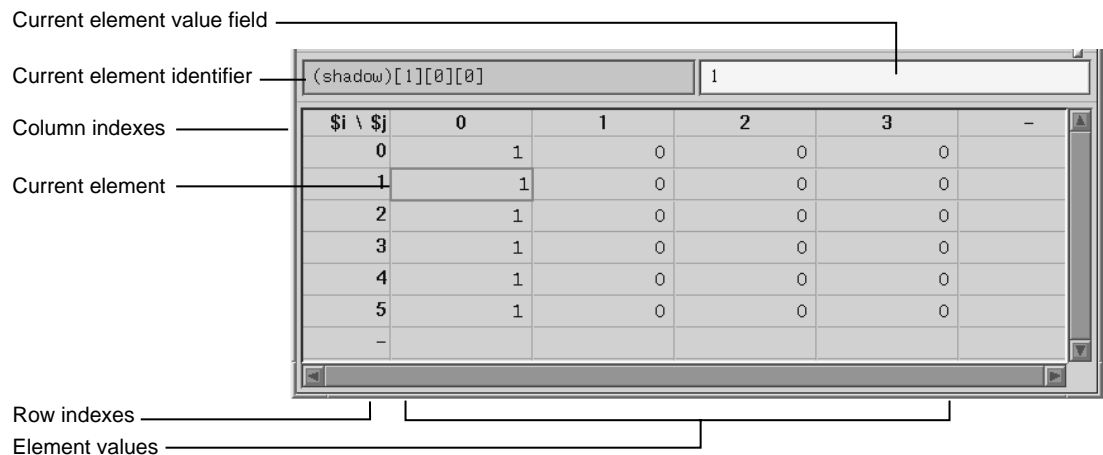 Current element value field
Current element identifier
(shadow)[1][0][0]
1
Column indexes
$i \ $j 0 1 2 3 –
0 1 0 0 0
Current element
1 1 0 0 0
2 1 0 0 0
3 1 0 0 0
4 1 0 0 0
5 1 0 0 0
–
Row indexes
Element values